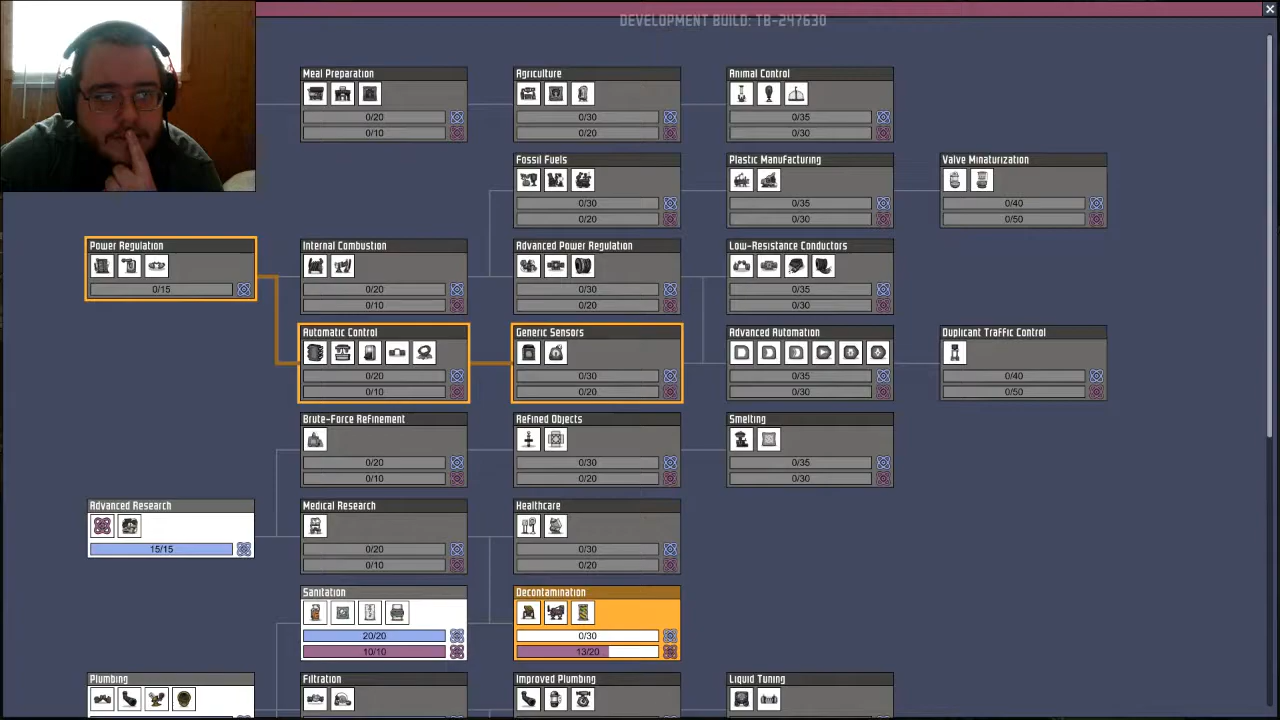 DEVELOPMENT BUILD: TB-247630
Meal Preparation
0/20
0/10
Agriculture
0/30
0/20
Animal Control
0/35
0/30
Fossil Fuels
0/30
0/20
Plastic Manufacturing
0/35
0/30
Valve Minaturization
0/40
0/50
Power Regulation
0/15
Internal Combustion
0/20
0/10
Advanced Power Regulation
0/30
0/20
Low-Resistance Conductors
0/35
0/30
Automatic Control
0/20
0/10
Generic Sensors
0/30
0/20
Advanced Automation
0/35
0/30
Duplicant Traffic Control
0/40
0/50
Brute-Force Refinement
0/20
0/10
Refined Objects
0/30
0/20
Smelting
0/35
0/30
Advanced Research
15/15
Medical Research
0/20
0/10
Healthcare
0/30
0/20
Sanitation
20/20
10/10
Decontamination
0/30
13/20
Plumbing
Filtration
Improved Plumbing
Liquid Tuning